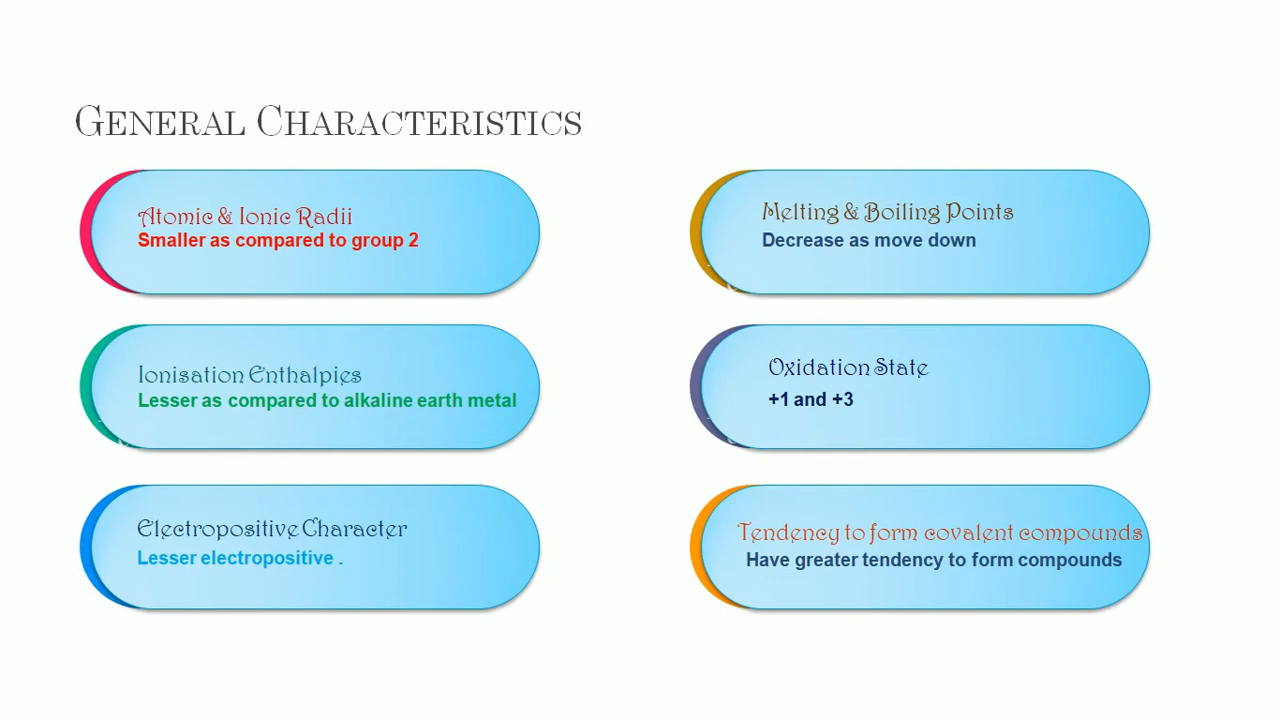 General Characteristics
Atomic & Ionic Radii
Smaller as compared to group 2
Ionisation Enthalpies
Lesser as compared to alkaline earth metal
Electropositive Character
Lesser electropositive .
Melting & Boiling Points
Decrease as move down
Oxidation State
+1 and +3
Tendency to form covalent compounds
Have greater tendency to form compounds